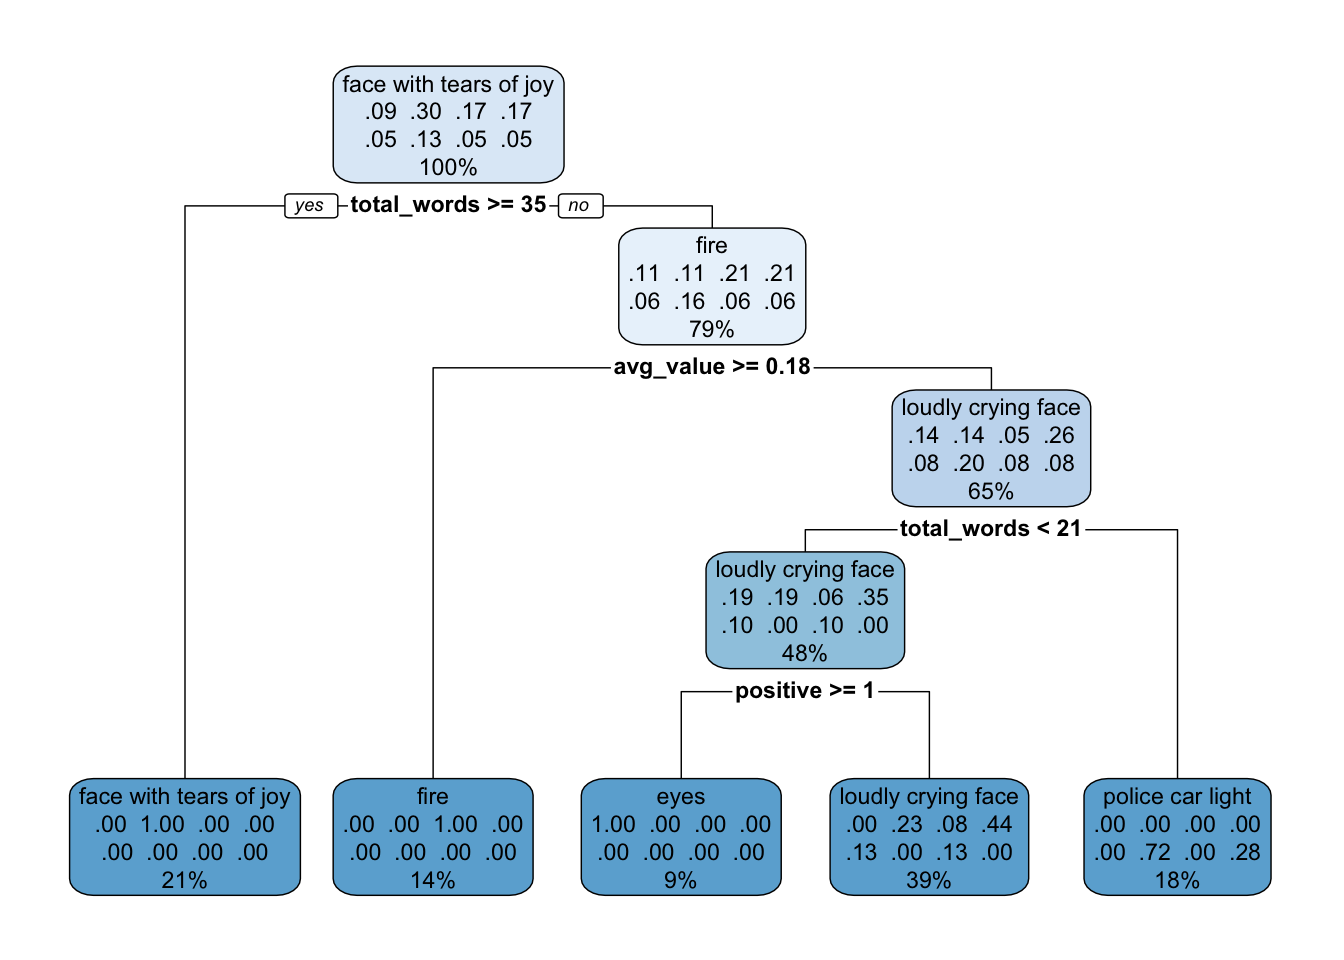 face with tears of joy
.09 .30 .17 .17
.05 .13 .05 .05
100%
yes total_words >= 35 no
fire
.11 .11 .21 .21
.06 .16 .06 .06
79%
avg_value >= 0.18
loudly crying face
.14 .14 .05 .26
.08 .20 .08 .08
65%
total_words < 21
loudly crying face
.19 .19 .06 .35
.10 .00 .10 .00
48%
positive >= 1
face with tears of joy
.00 1.00 .00 .00
.00 .00 .00 .00
21%
fire
.00 .00 1.00 .00
.00 .00 .00 .00
14%
eyes
1.00 .00 .00 .00
.00 .00 .00 .00
9%
loudly crying face
.00 .23 .08 .44
.13 .00 .13 .00
39%
police car light
.00 .00 .00 .00
.00 .72 .00 .28
18%